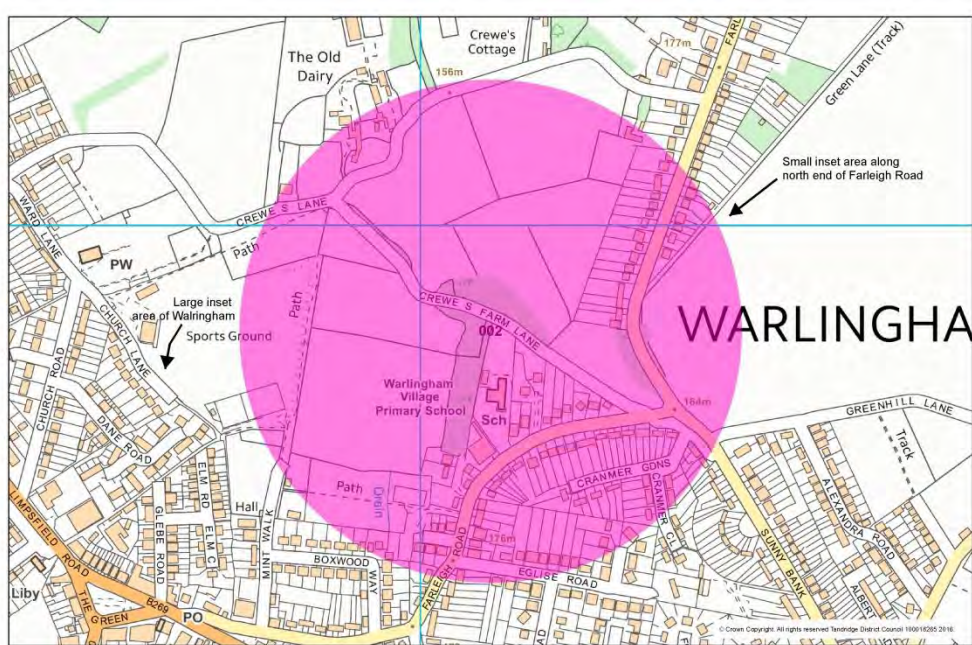 The Old
Dairy
Crewe's
Cottage
156m
177m
FARL
Green Lane (Track)
Small inset area along
north end of Farleigh Road
WARD LANE
CREWE S LANE
Path
PW
Large inset
area of Walringham
Sports Ground
Path
CREWE S FARM LANE
002
WARLINGHA
Warlingham
Village
Primary School
Sch
164m
GREENHILL LANE
Track
CHURCH LANE
CHURCH ROAD
DANE ROAD
ELM RD
ELM C
GLEBE ROAD
Hall
MINT WALK
Path
Drain
CRANMER GDNS
CRANMER CL
ALEXANDRA ROAD
SUNNY BANK
ALBERT
LIMPSFIELD ROAD
BOXWOOD WAY
176m
FARLEIGH ROAD
EGLISE ROAD
Liby
THE GREEN
B269
PO
© Crown Copyright. All rights reserved Tandridge District Council 100018265 2016.